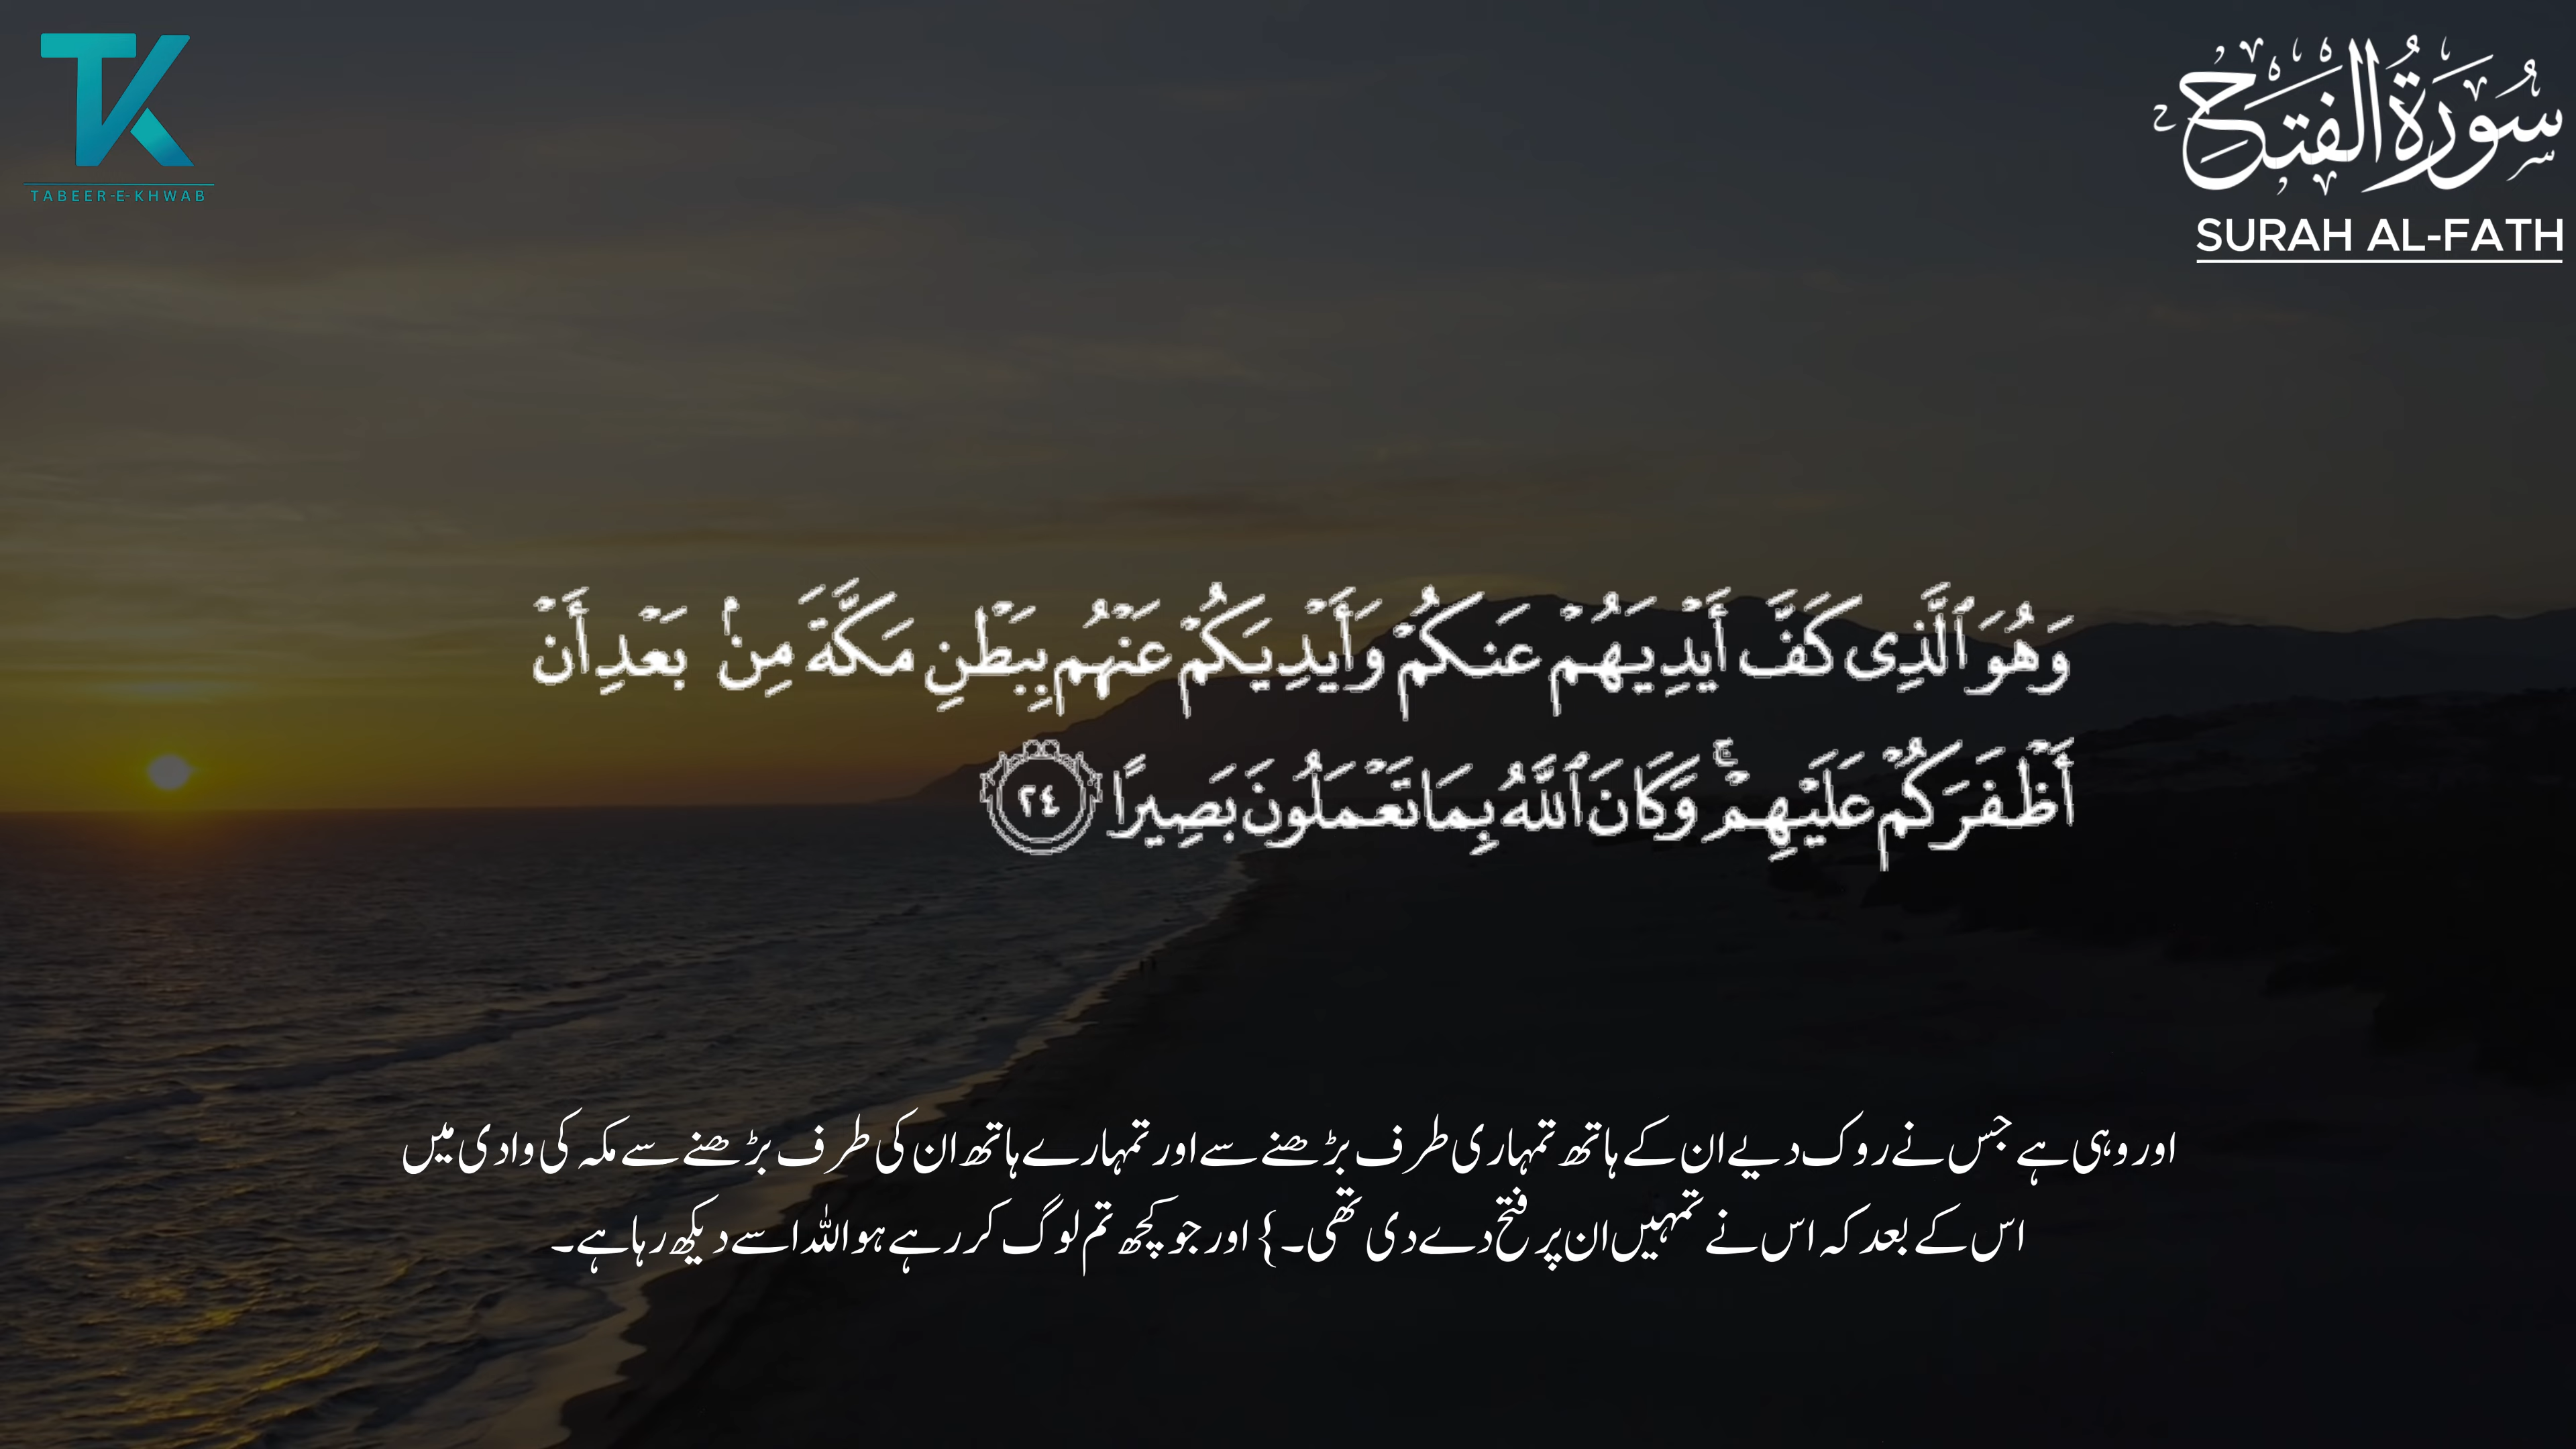 TK
TABEER-E-KHWAB
سُورَةُ الفَتْحِ
SURAH AL-FATH
وَهُوَ ٱلَّذِى كَفَّ أَيْدِيَهُمْ عَنكُمْ وَأَيْدِيَكُمْ عَنْهُم بِبَطْنِ مَكَّةَ مِنۢ بَعْدِ أَنْ
أَظْفَرَكُمْ عَلَيْهِمْ ۚ وَكَانَ ٱللَّهُ بِمَا تَعْمَلُونَ بَصِيرًا ٢٤
اور وہی ہے جس نے روک دیے ان کے ہاتھ تمہاری طرف بڑھنے سے اور تمہارے ہاتھ ان کی طرف بڑھنے سے مکہ کی وادی میں
اس کے بعد کہ اس نے تمہیں ان پر فتح دے دی تھی۔} اور جو کچھ تم لوگ کر رہے ہو اللہ اسے دیکھ رہا ہے۔